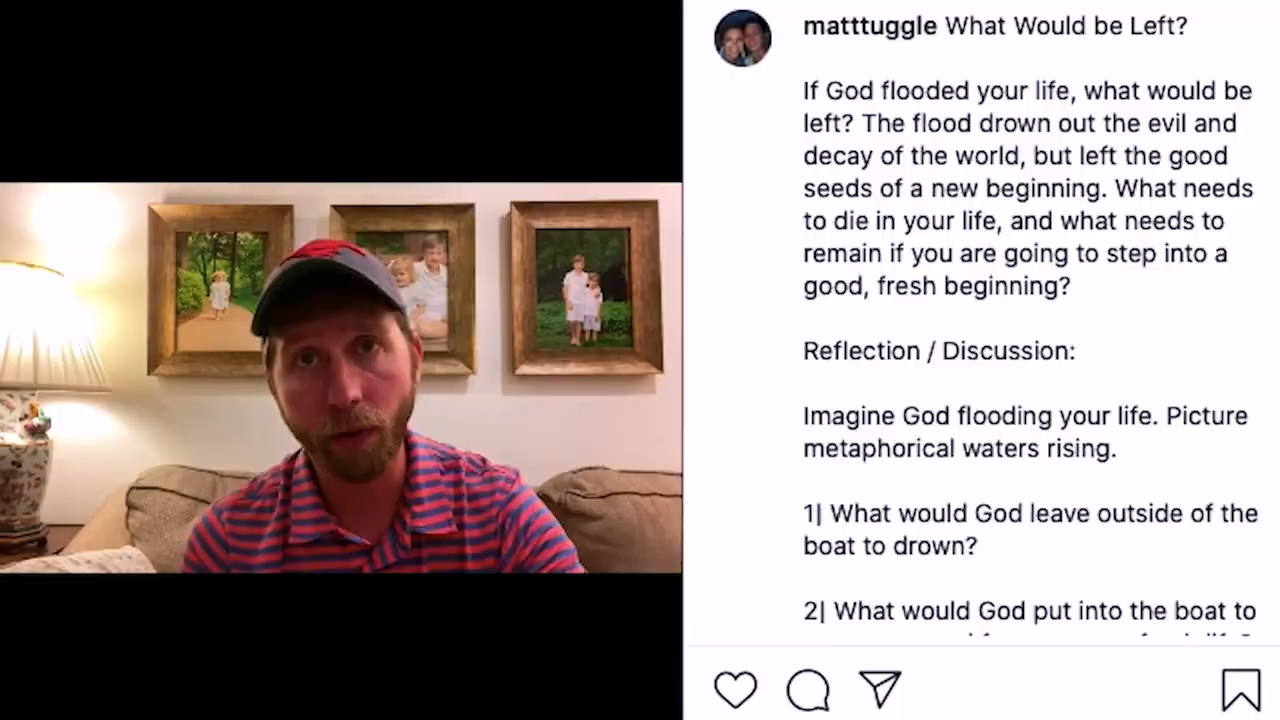 matttuggle What Would be Left?
If God flooded your life, what would be
left? The flood drown out the evil and
decay of the world, but left the good
seeds of a new beginning. What needs
to die in your life, and what needs to
remain if you are going to step into a
good, fresh beginning?
Reflection / Discussion:
Imagine God flooding your life. Picture
metaphorical waters rising.
1| What would God leave outside of the
boat to drown?
2| What would God put into the boat to